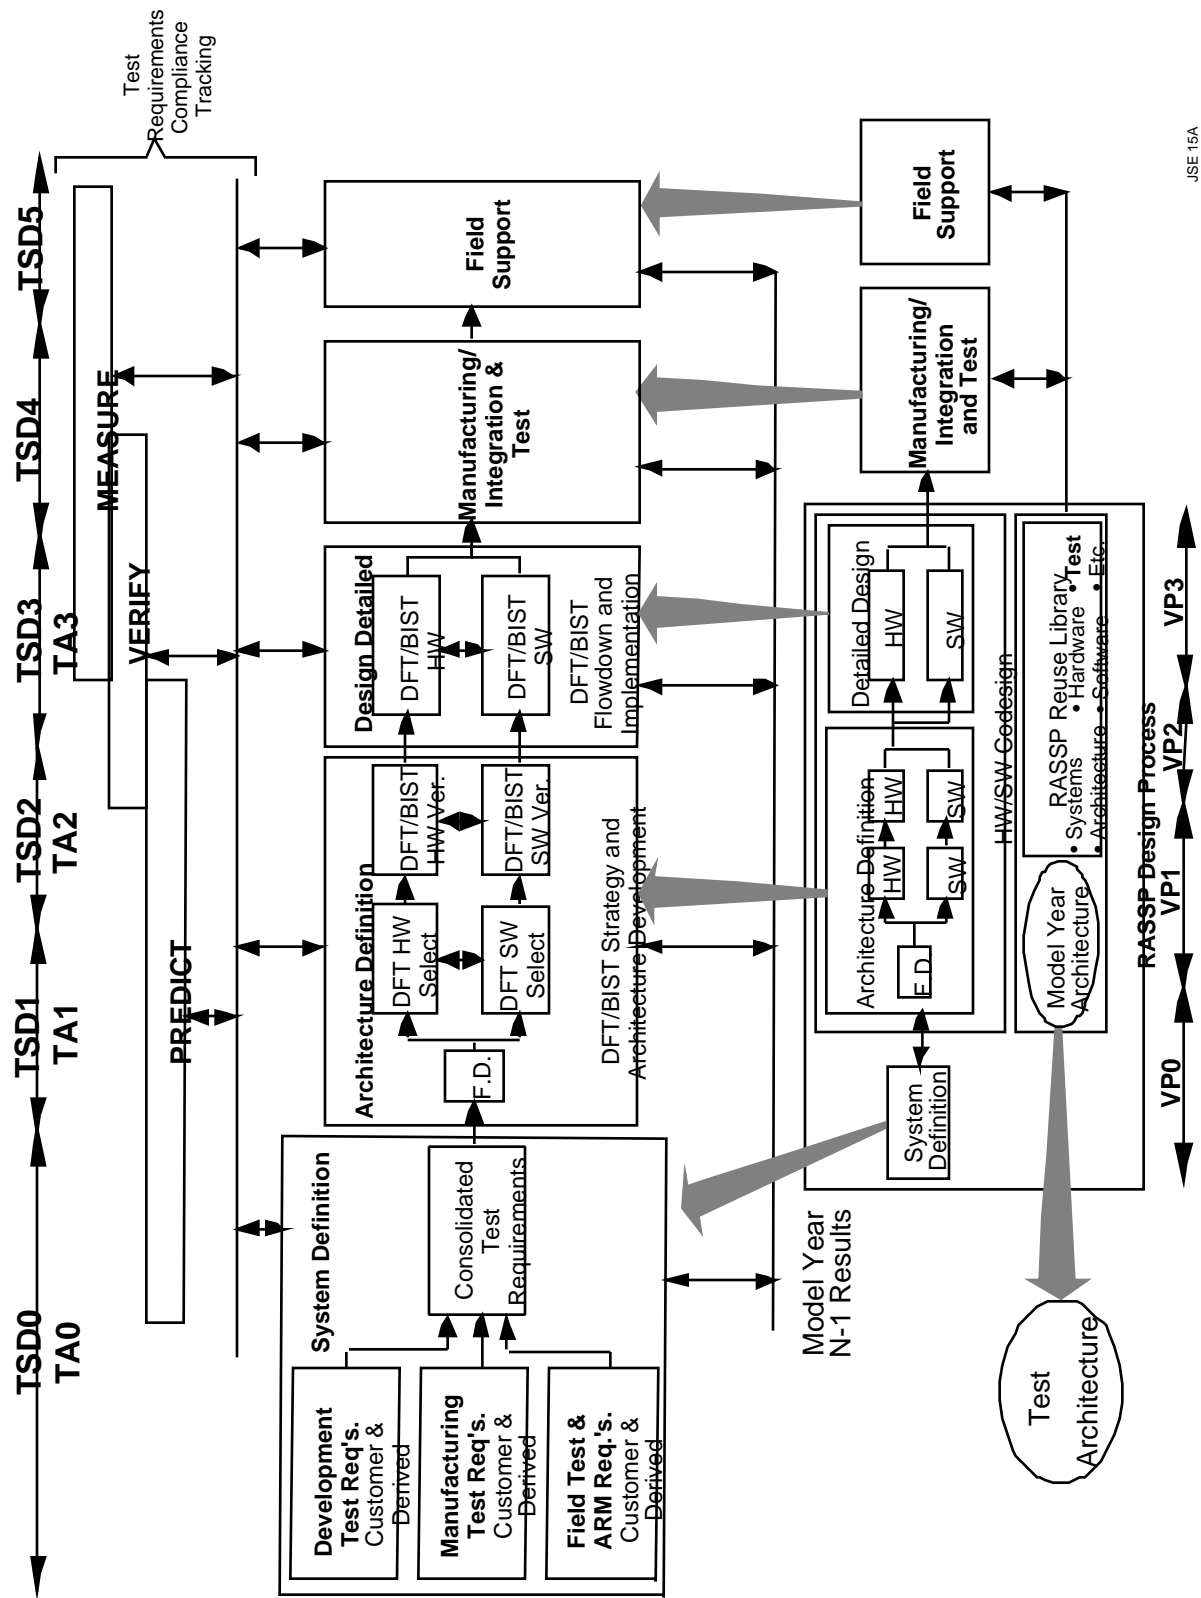 TSD0
TSD1
TSD2
TSD3
TSD4
TSD5
TA0
TA1
TA2
TA3
Test
Requirements
Compliance
Tracking
MEASURE
VERIFY
PREDICT
System Definition
Development
Test Req's.
Customer &
Derived
Manufacturing
Test Req's.
Customer &
Derived
Field Test &
ARM Req.'s.
Customer &
Derived
Consolidated
Test
Requirements
Architecture Definition
F.D.
DFT HW
Select
DFT SW
Select
DFT/BIST
HW Ver.
DFT/BIST
SW Ver.
DFT/BIST Strategy and
Architecture Development
Design Detailed
DFT/BIST
HW
DFT/BIST
SW
DFT/BIST
Flowdown and
Implementation
Manufacturing/
Integration &
Test
Field
Support
Model Year
N-1 Results
System
Definition
Architecture Definition
F.D.
HW
HW
SW
SW
Detailed Design
HW
SW
HW/SW Codesign
Manufacturing/
Integration
and Test
Field
Support
Model Year
Architecture
RASSP Reuse Library
• Systems
• Hardware
• Test
• Architecture
• Software
• Etc.
RASSP Design Process
VP0
VP1
VP2
VP3
Test
Architecture
JSE 15A